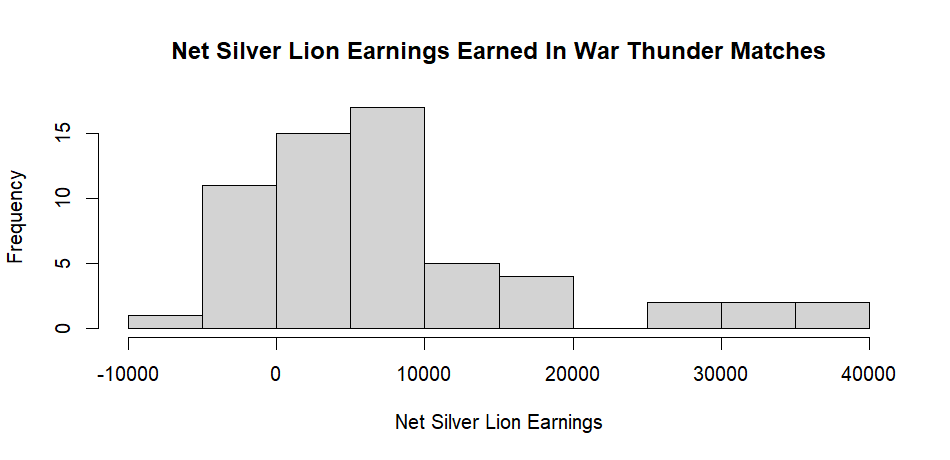 Net Silver Lion Earnings Earned In War Thunder Matches
Frequency
15
10
5
0
-10000 0 10000 20000 30000 40000
Net Silver Lion Earnings